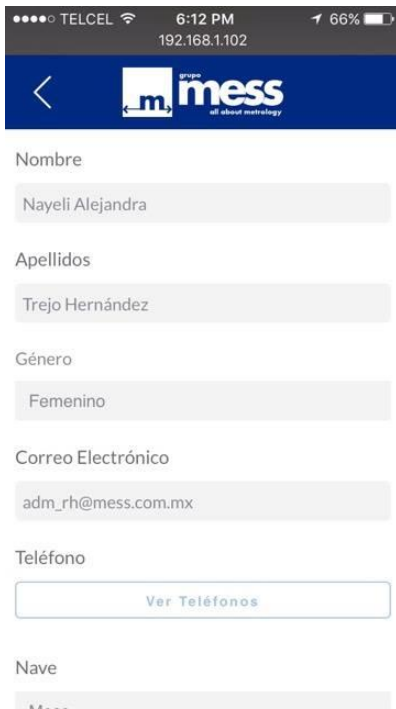 TELCEL 6:12 PM 66%
192.168.1.102
grupo
m mess
all about metrology
Nombre
Nayeli Alejandra
Apellidos
Trejo Hernández
Género
Femenino
Correo Electrónico
adm_rh@mess.com.mx
Teléfono
Ver Teléfonos
Nave